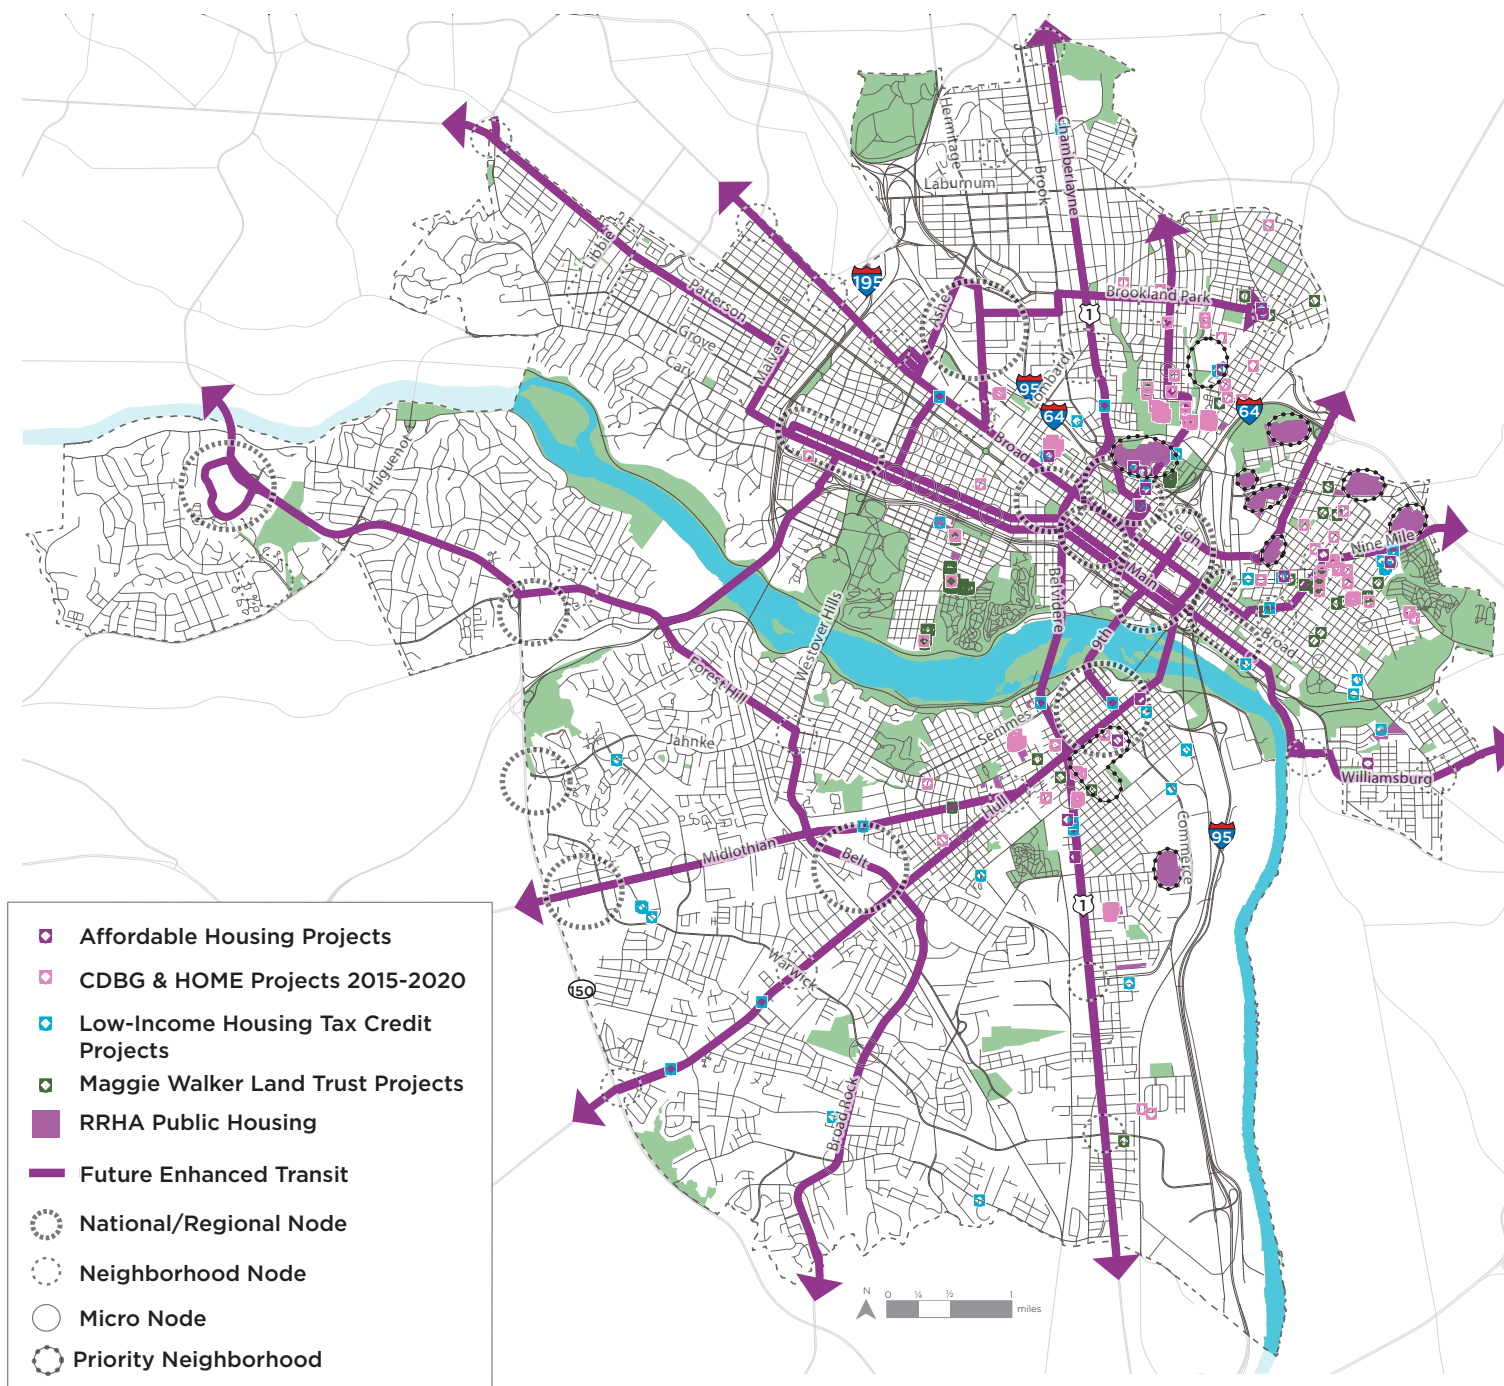 Hermitage
Chamberlayne
Brook
Laburnum
Libbie
Patterson
195
Ashe
Brookland Park
1
Grove
Malvern
Cary
95
Lombardy
64
64
Huguenot
Broad
Leigh
Nine Mile
Main
Belvidere
Westover Hills
9th
Broad
Forest Hill
Semmes
Jahnke
Williamsburg
Hull
Commerce
95
Midlothian
Belt
1
Warwick
150
Broad Rock
Affordable Housing Projects
CDBG & HOME Projects 2015-2020
Low-Income Housing Tax Credit
Projects
Maggie Walker Land Trust Projects
RRHA Public Housing
Future Enhanced Transit
National/Regional Node
Neighborhood Node
Micro Node
Priority Neighborhood
N
0 ¼ ½ 1
miles